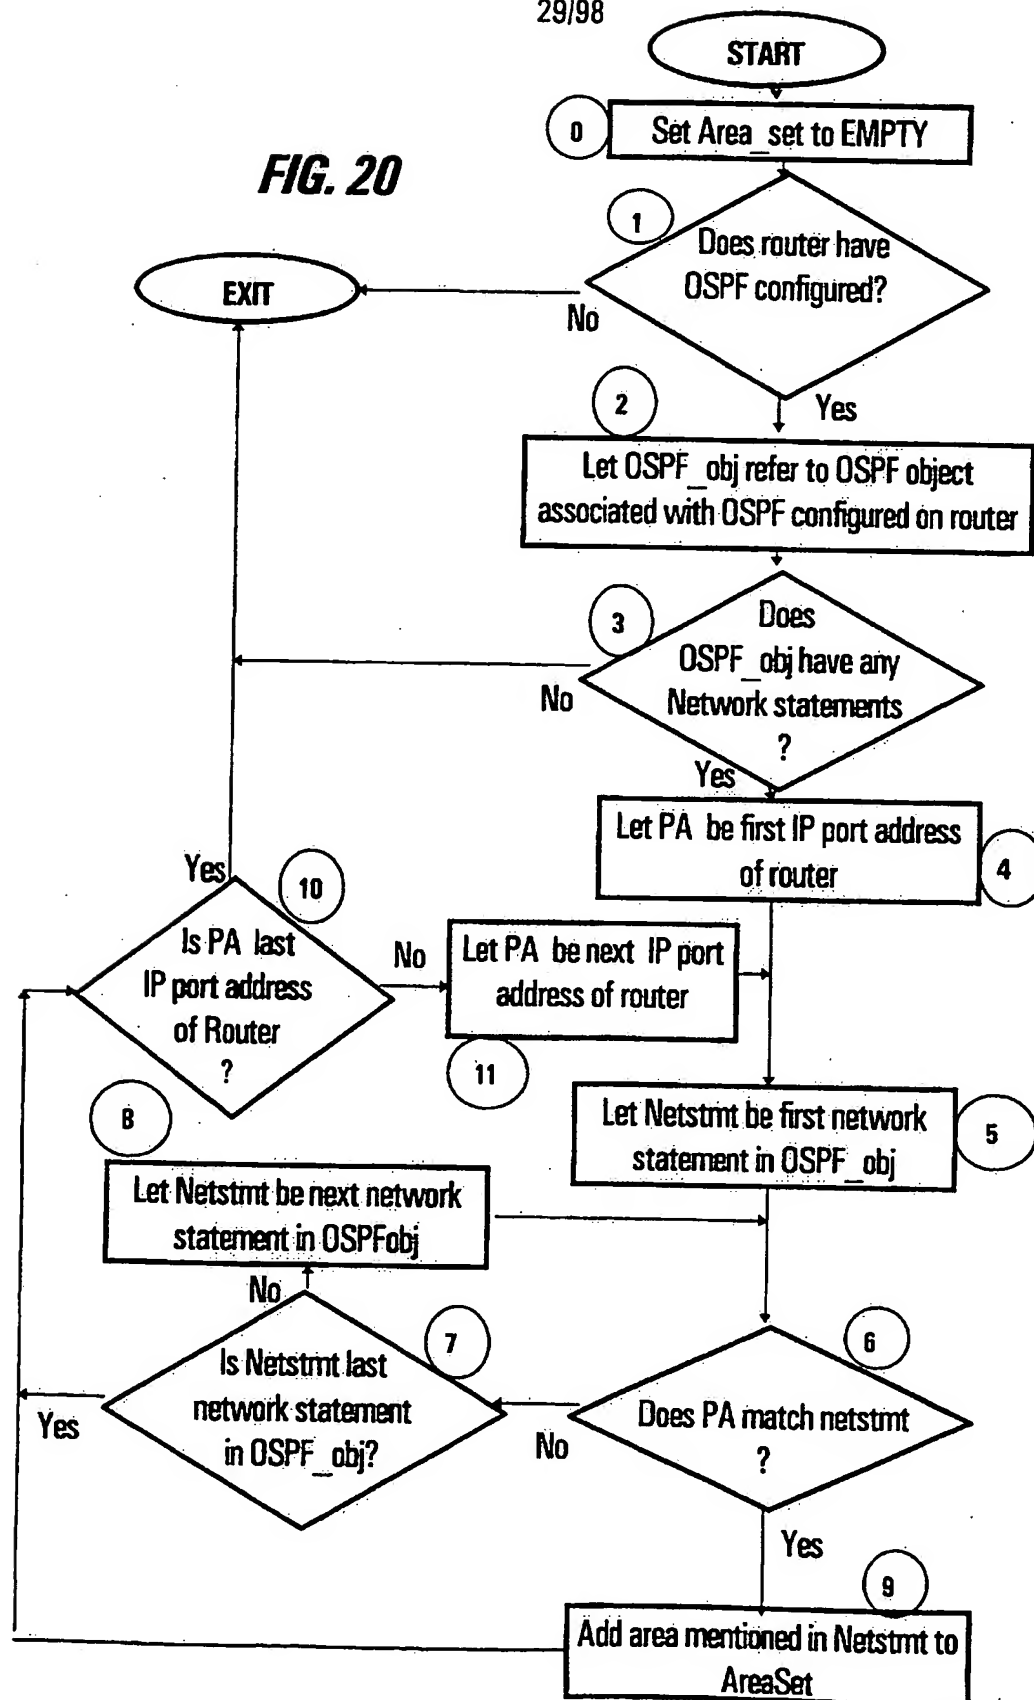 29/98
START
0
Set Area_set to EMPTY
FIG. 20
1
Does router have
OSPF configured?
EXIT
No
Yes
2
Let OSPF_obj refer to OSPF object
associated with OSPF configured on router
3
Does
OSPF_obj have any
Network statements
?
No
Yes
Let PA be first IP port address
of router
4
Yes
10
Is PA last
IP port address
of Router
?
No
Let PA be next IP port
address of router
11
8
Let Netstmt be first network
statement in OSPF_obj
5
Let Netstmt be next network
statement in OSPFobj
No
7
Is Netstmt last
network statement
in OSPF_obj?
Yes
6
Does PA match netstmt
?
No
Yes
9
Add area mentioned in Netstmt to
AreaSet